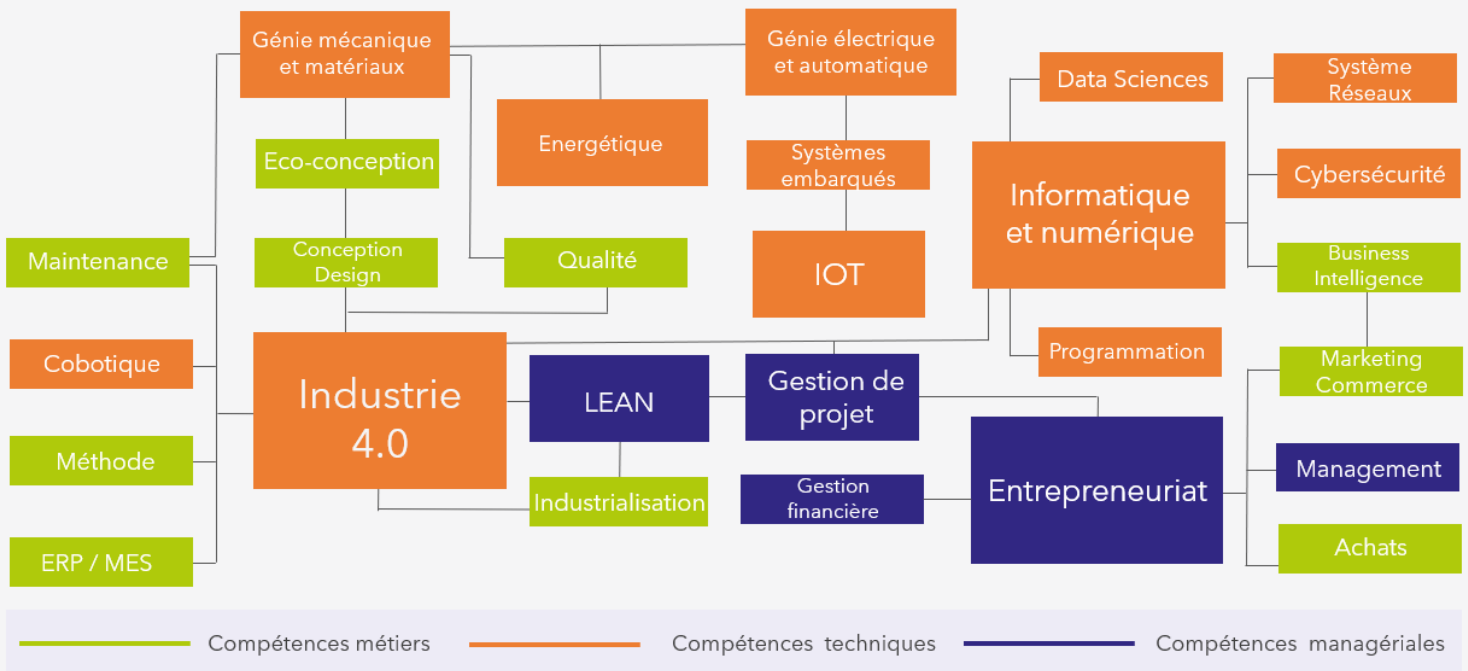 Génie mécanique
et matériaux
Génie électrique
et automatique
Data Sciences
Système
Réseaux
Energétique
Eco-conception
Systèmes
embarqués
Informatique
et numérique
Cybersécurité
Maintenance
Conception
Design
Qualité
IOT
Business
Intelligence
Cobotique
Industrie
4.0
LEAN
Gestion de
projet
Programmation
Marketing
Commerce
Méthode
Industrialisation
Gestion
financière
Entrepreneuriat
Management
ERP / MES
Achats
Compétences métiers
Compétences techniques
Compétences managériales